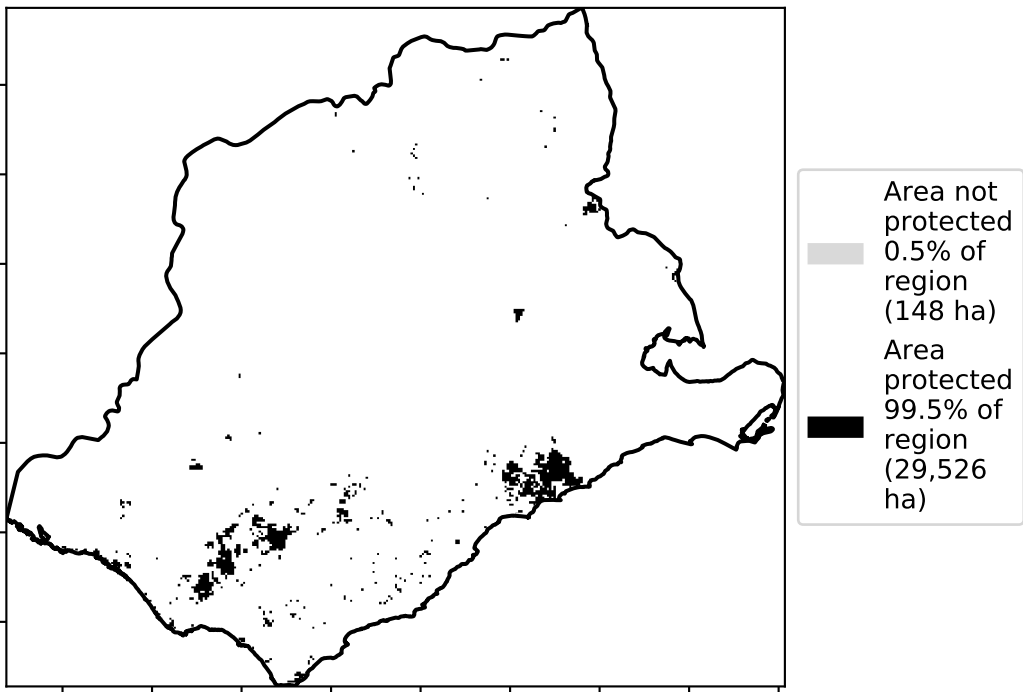 Area not
protected
0.5% of
region
(148 ha)
Area
protected
99.5% of
region
(29,526
ha)